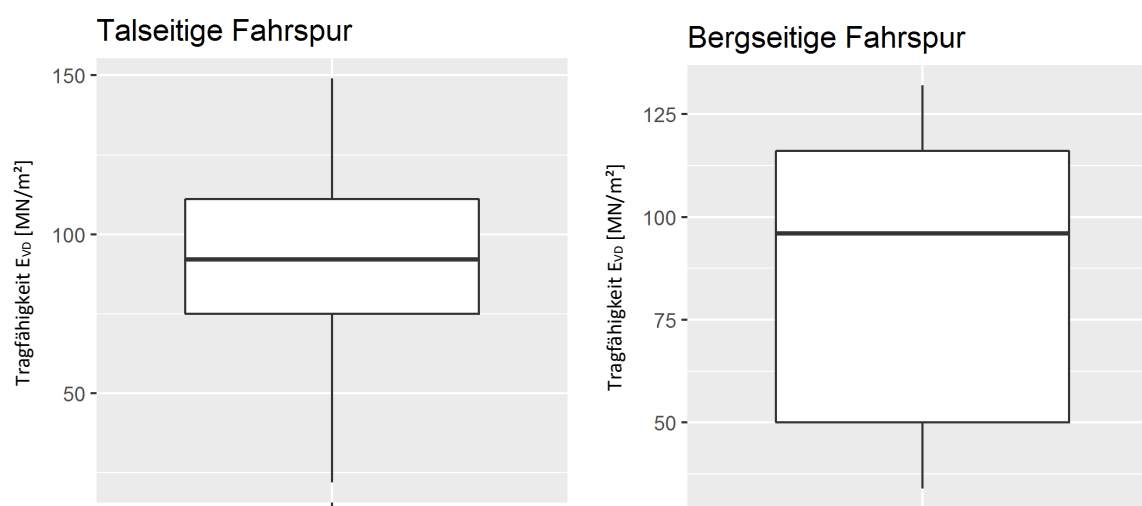 Talseitige Fahrspur
Tragfähigkeit EVD [MN/m²]
150
100
50
Bergseitige Fahrspur
Tragfähigkeit EVD [MN/m²]
125
100
75
50